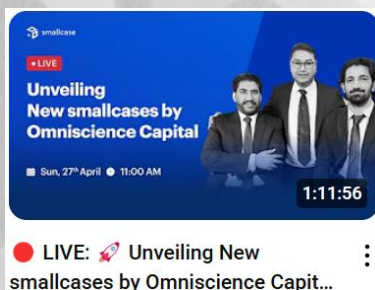 smallcase
LIVE
Unveiling
New smallcases by
Omniscience Capital
Sun, 27th April 11:00 AM
1:11:56
🔴 LIVE: 🚀 Unveiling New
smallcases by Omniscience Capit...